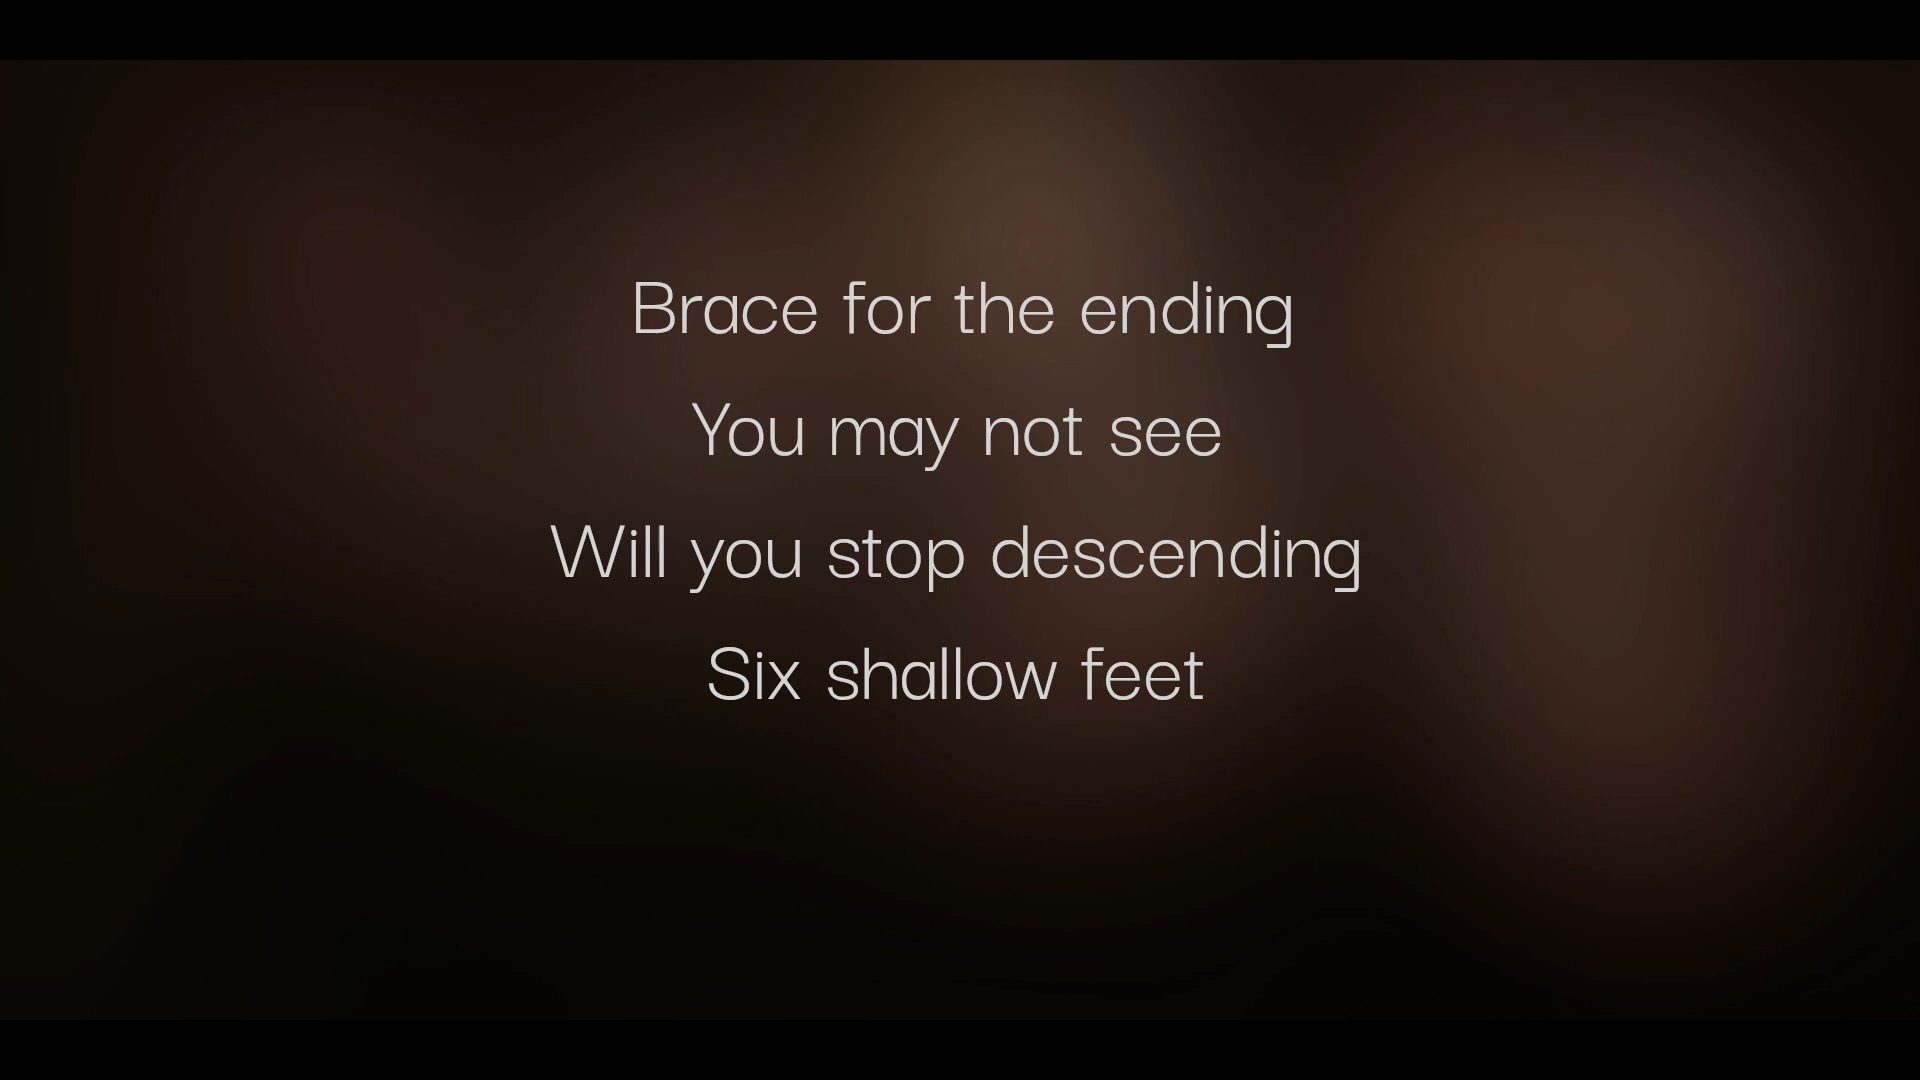 Brace for the ending
You may not see
Will you stop descending
Six shallow feet